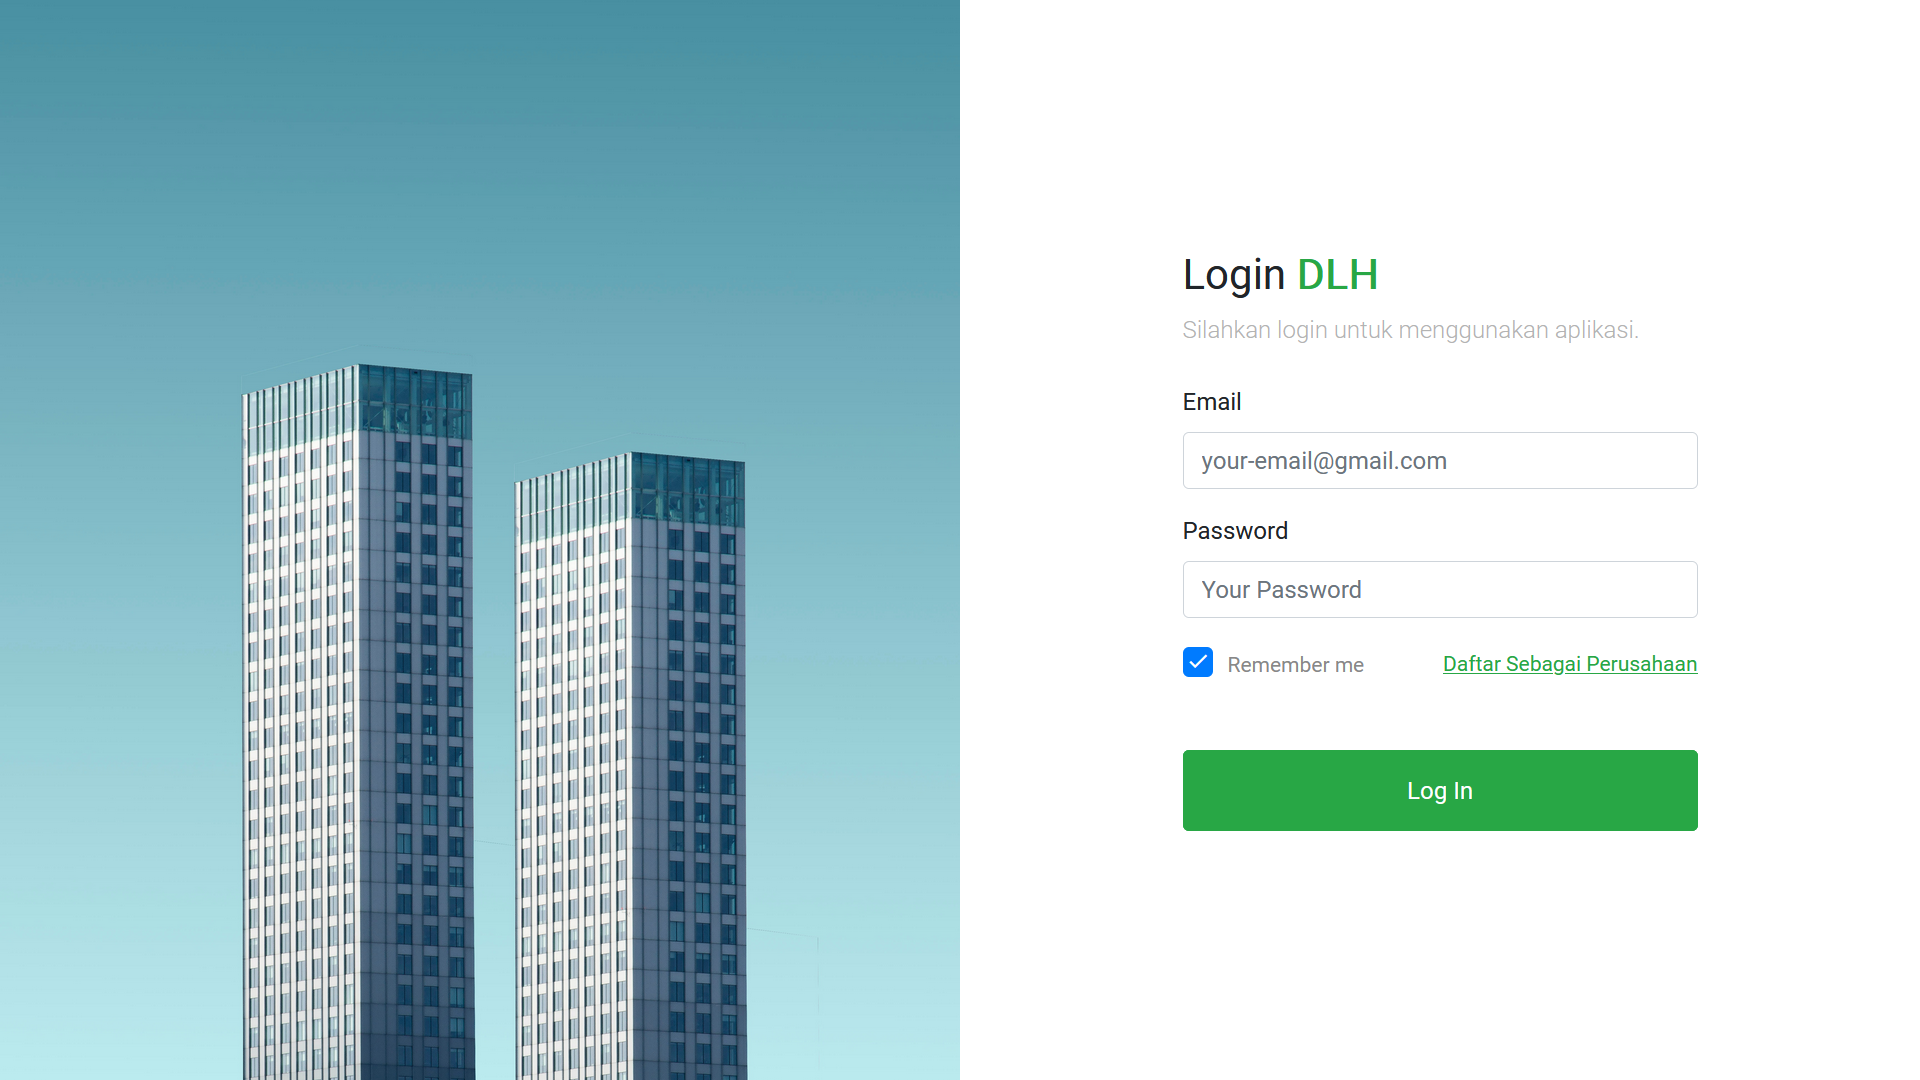 Login DLH
Silahkan login untuk menggunakan aplikasi.
Email
your-email@gmail.com
Password
Your Password
Remember me
Daftar Sebagai Perusahaan
Log In